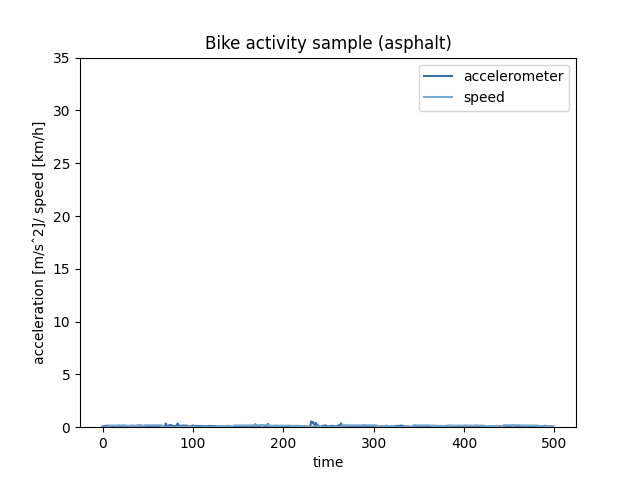 Bike activity sample (asphalt)
accelerometer
speed
35
30
25
20
15
10
5
0
acceleration [m/sˆ2]/ speed [km/h]
0 100 200 300 400 500
time